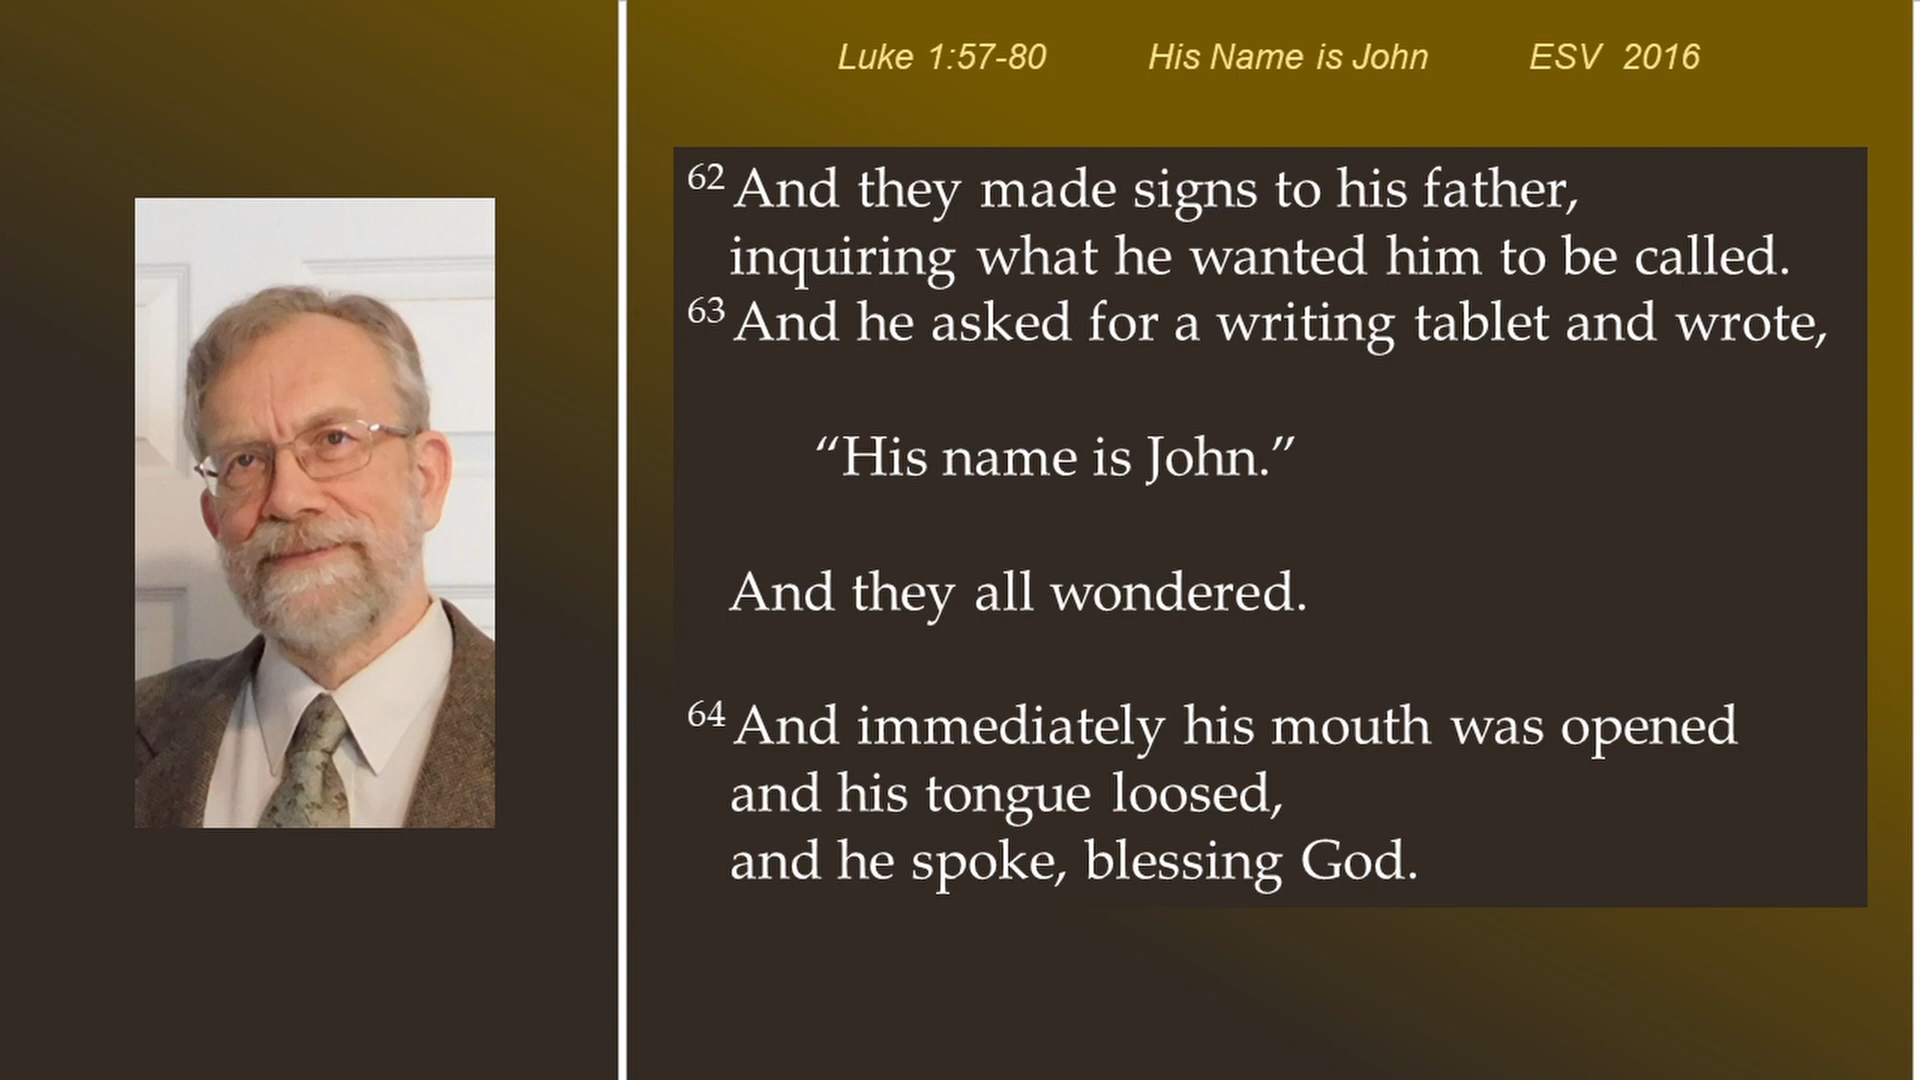 Luke 1:57-80 His Name is John ESV 2016
62 And they made signs to his father,
inquiring what he wanted him to be called.
63 And he asked for a writing tablet and wrote,
“His name is John.”
And they all wondered.
64 And immediately his mouth was opened
and his tongue loosed,
and he spoke, blessing God.